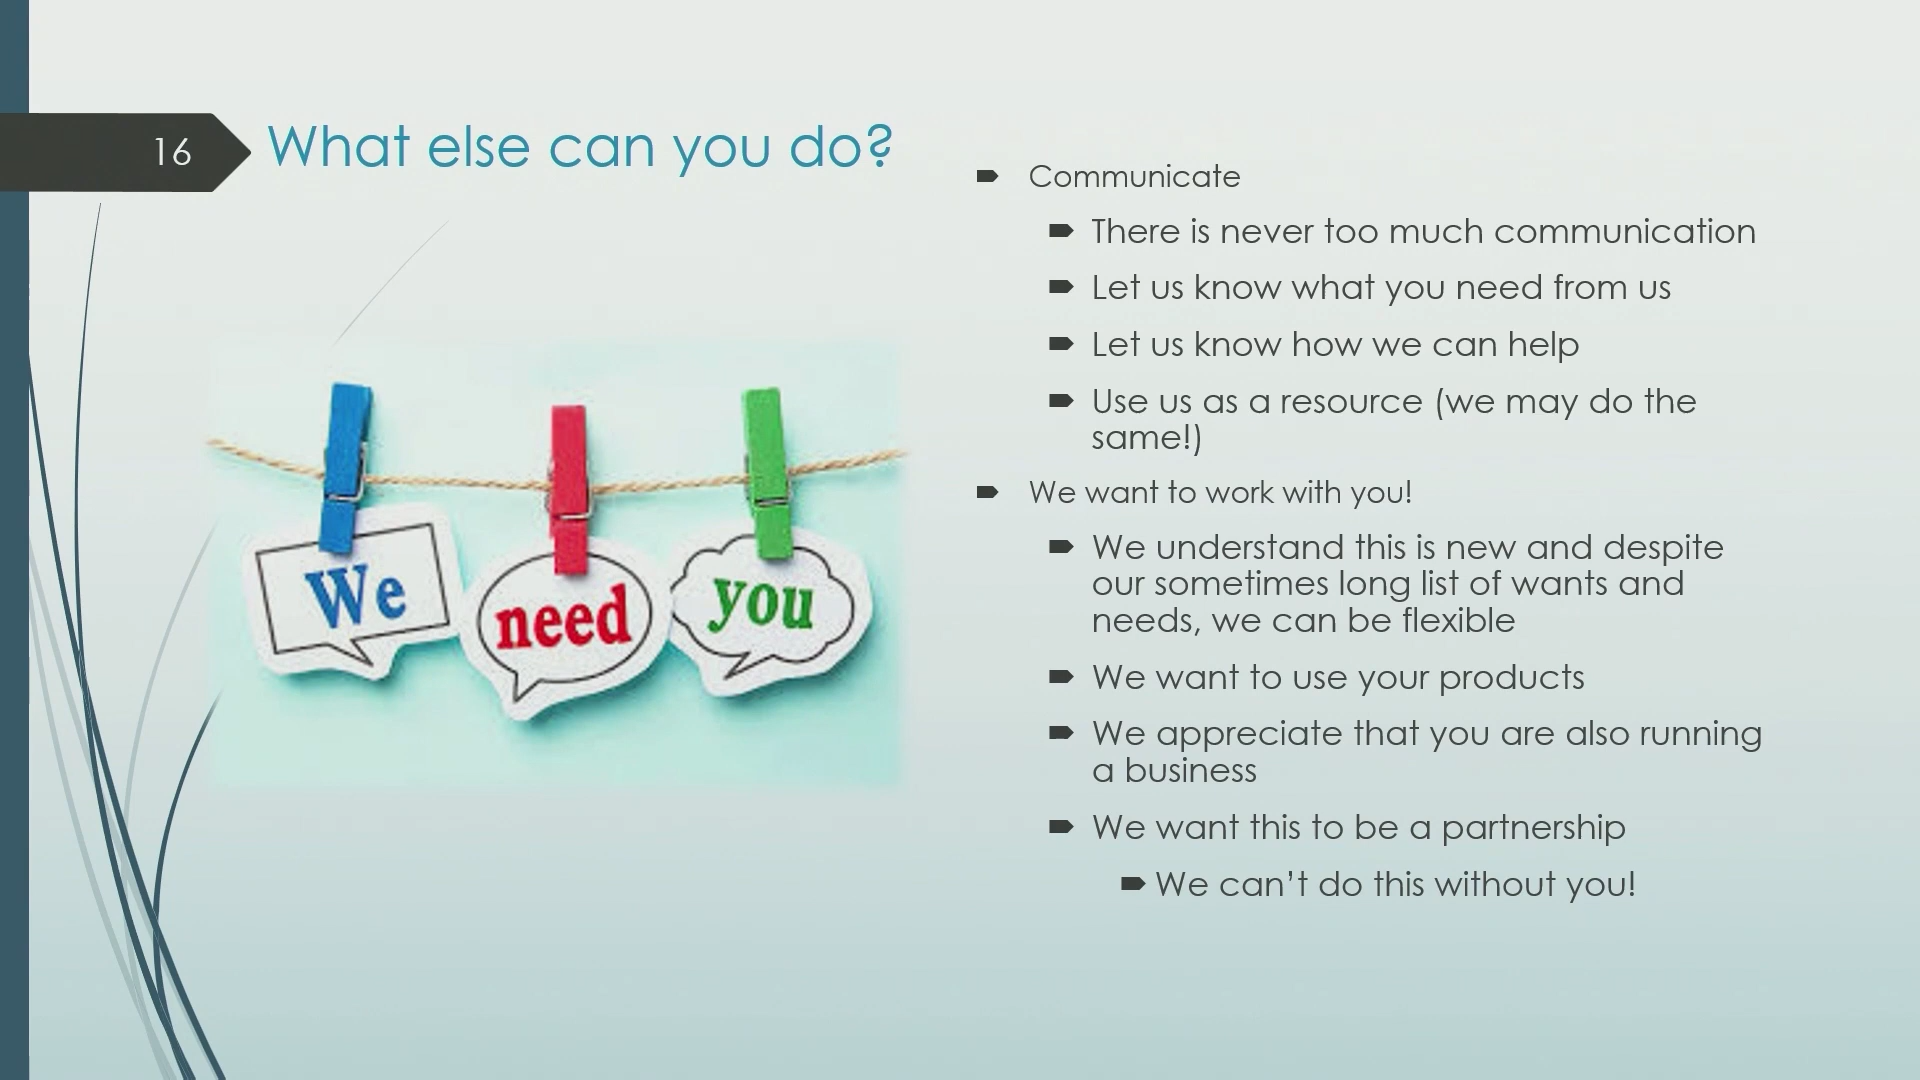 16
What else can you do?
We
need
you
Communicate
There is never too much communication
Let us know what you need from us
Let us know how we can help
Use us as a resource (we may do the
same!)
We want to work with you!
We understand this is new and despite
our sometimes long list of wants and
needs, we can be flexible
We want to use your products
We appreciate that you are also running
a business
We want this to be a partnership
We can’t do this without you!